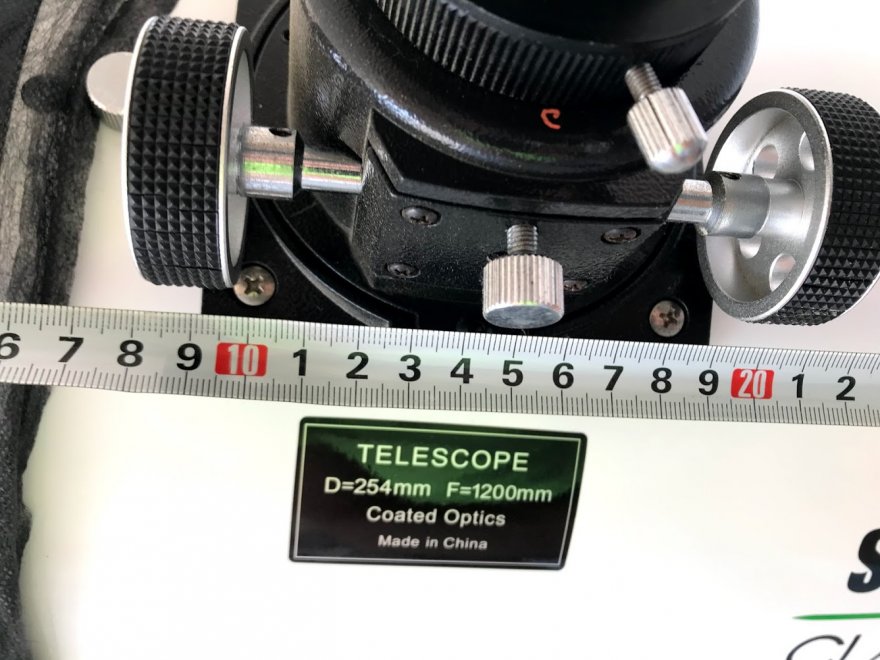 6 7 8 9 10 1 2 3 4 5 6 7 8 9 20 1 2
TELESCOPE
D=254mm F=1200mm
Coated Optics
Made in China
S